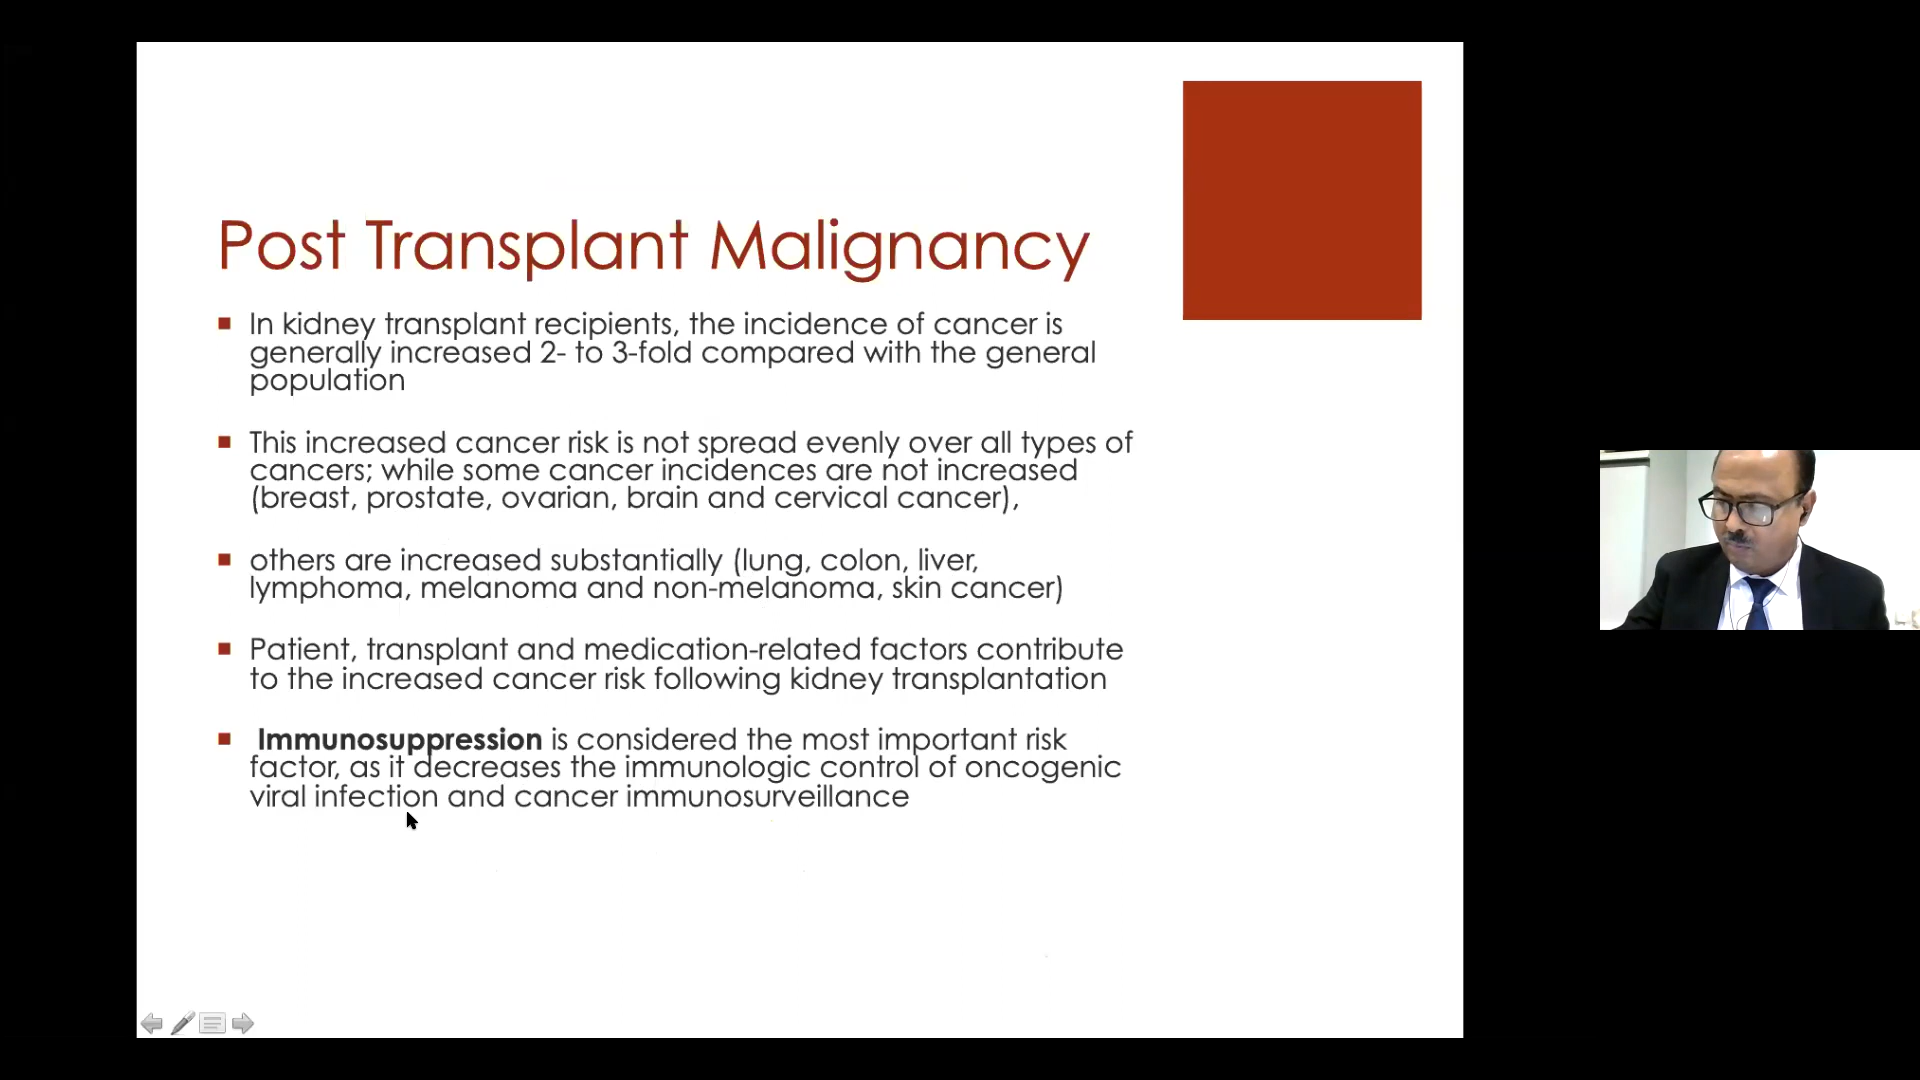 Post Transplant Malignancy
In kidney transplant recipients, the incidence of cancer is
generally increased 2- to 3-fold compared with the general
population
This increased cancer risk is not spread evenly over all types of
cancers; while some cancer incidences are not increased
(breast, prostate, ovarian, brain and cervical cancer),
others are increased substantially (lung, colon, liver,
lymphoma, melanoma and non-melanoma, skin cancer)
Patient, transplant and medication-related factors contribute
to the increased cancer risk following kidney transplantation
Immunosuppression is considered the most important risk
factor, as it decreases the immunologic control of oncogenic
viral infection and cancer immunosurveillance